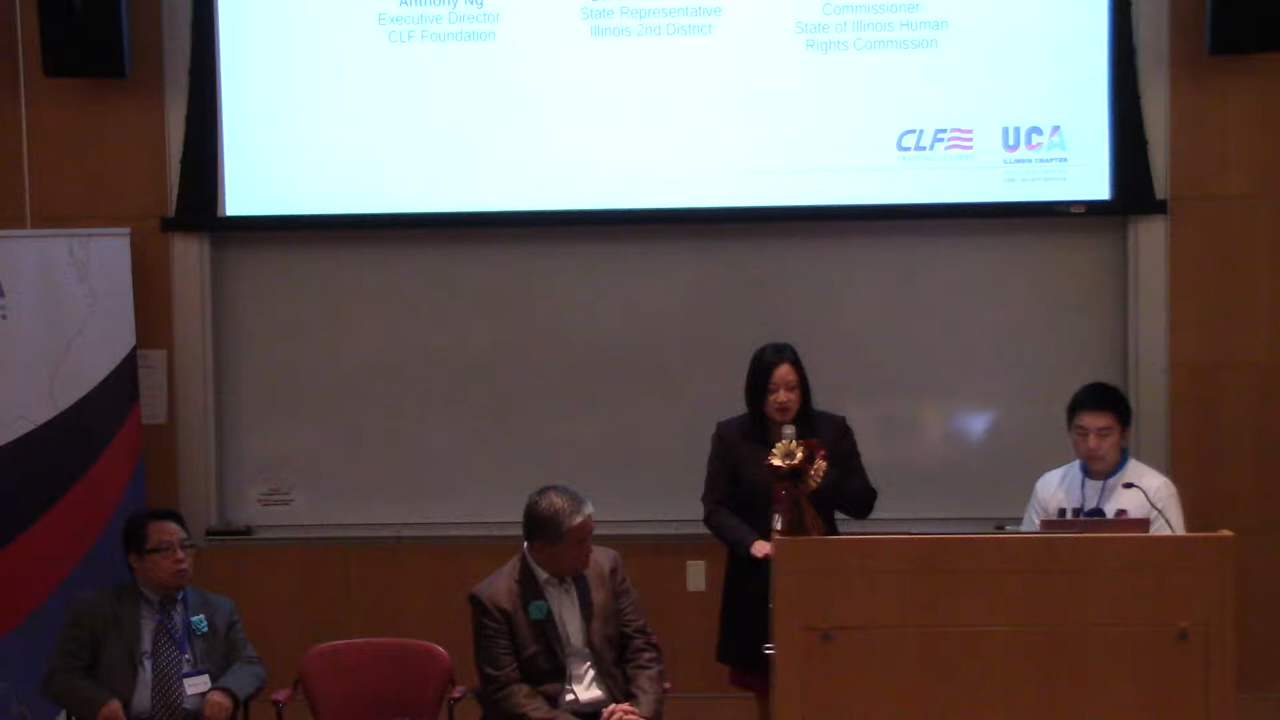 Anthony Ng
Executive Director
CLF Foundation
State Representative
Illinois 2nd District
Commissioner
State of Illinois Human
Rights Commission
CLF
UCA
ILLINOIS CHAPTER